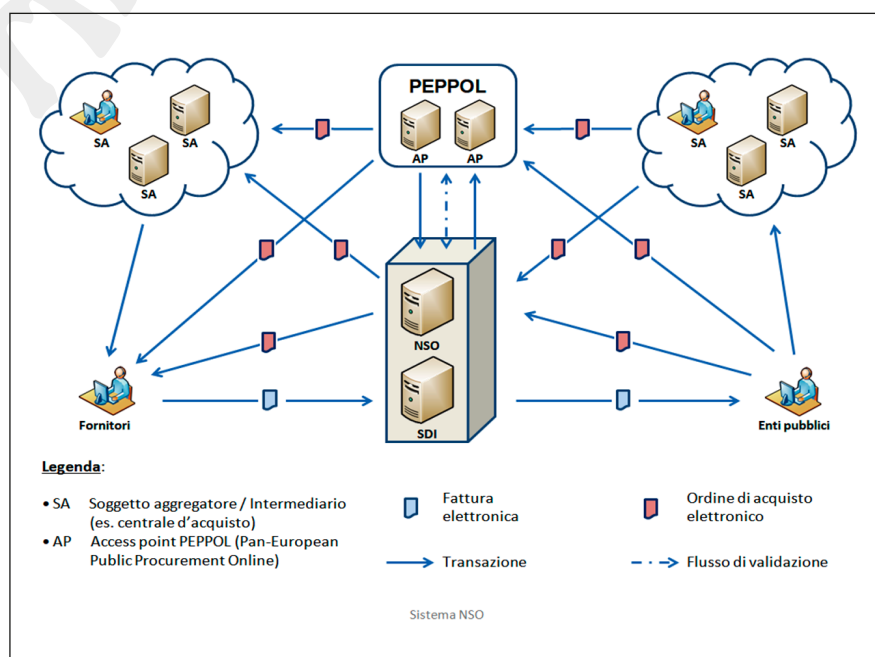 PEPPOL
SA
SA
SA
AP
AP
SA
SA
SA
NSO
SDI
Fornitori
Enti pubblici
Legenda:
• SA Soggetto aggregatore / Intermediario
(es. centrale d'acquisto)
• AP Access point PEPPOL (Pan-European
Public Procurement Online)
Fattura
elettronica
Transazione
Ordine di acquisto
elettronico
Flusso di validazione
Sistema NSO